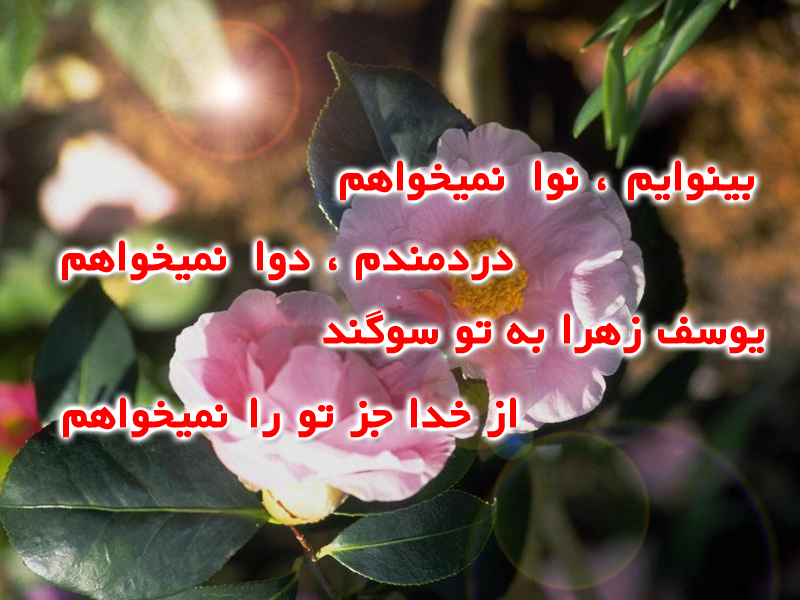 بینوایم ، نوا نمیخواهم
دردمندم ، دوا نمیخواهم
یوسف زهرا به تو سوگند
از خدا جز تو را نمیخواهم